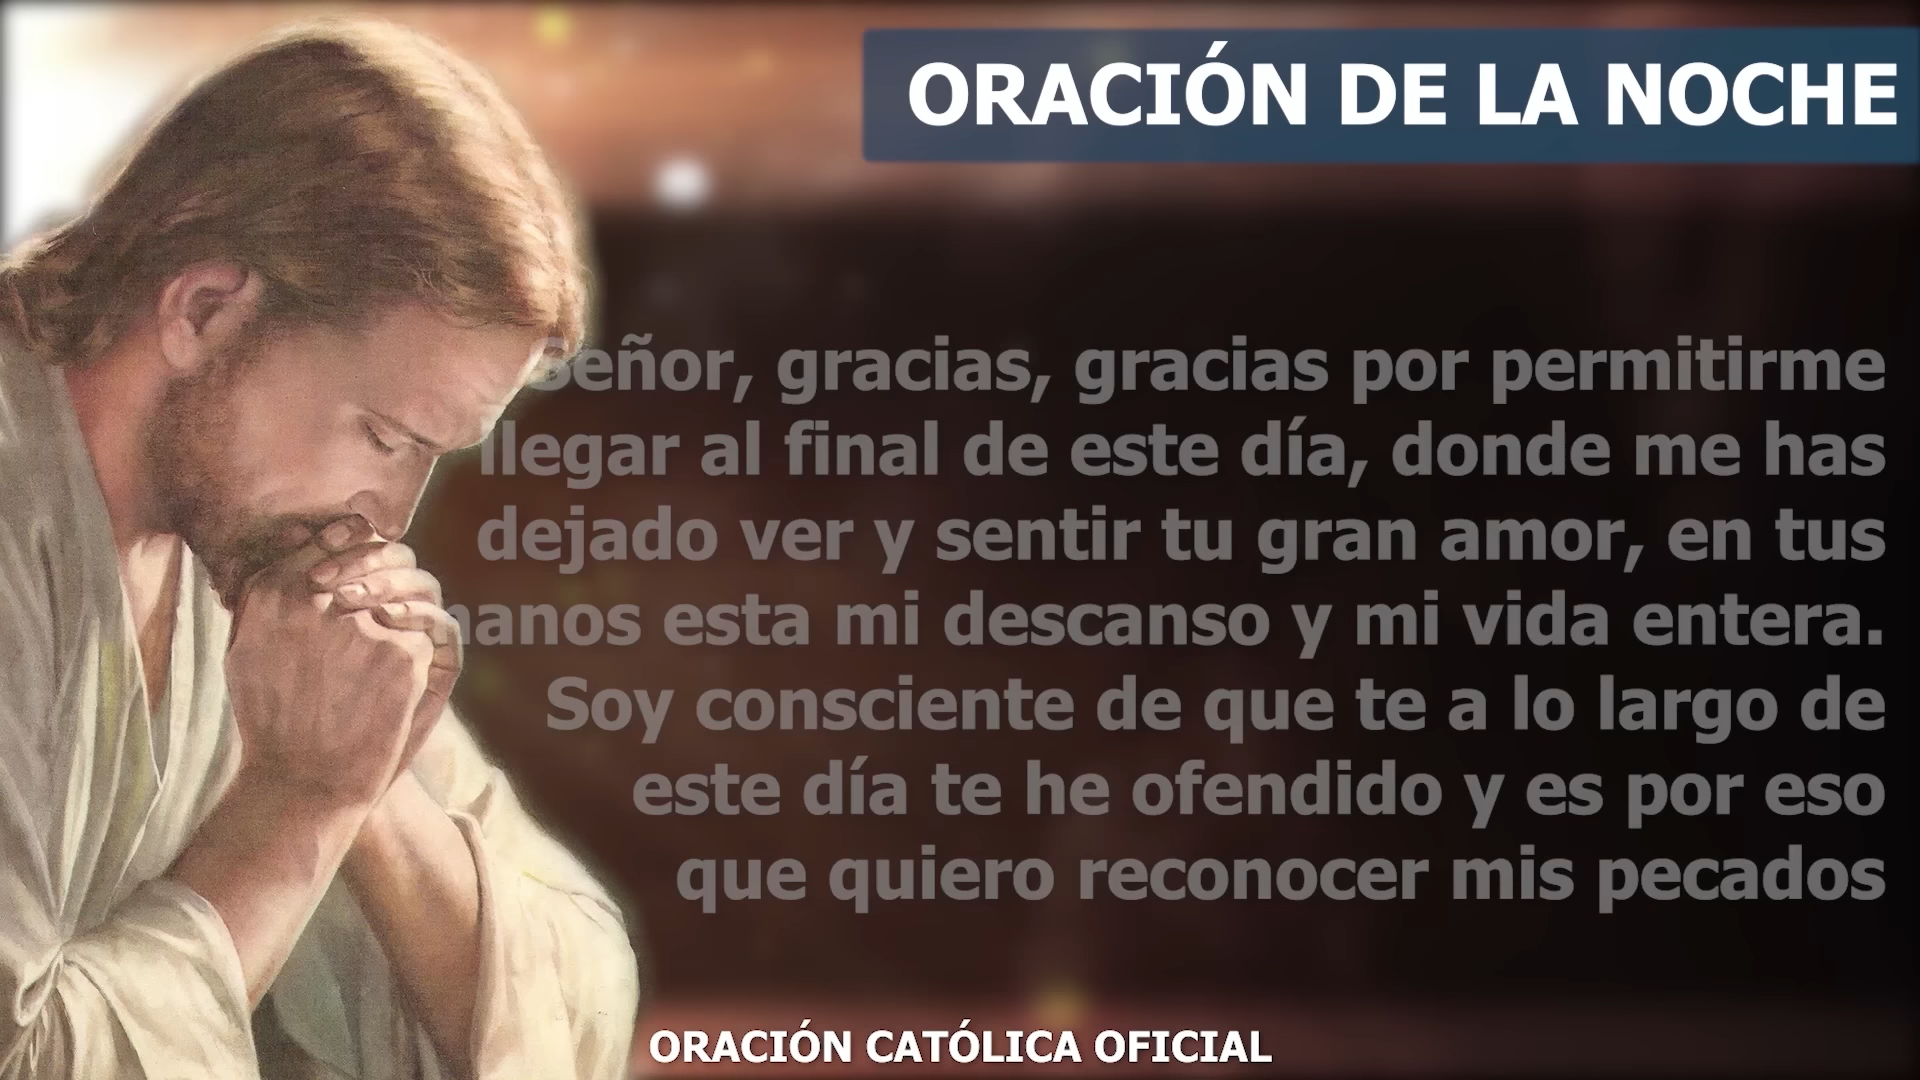 ORACIÓN DE LA NOCHE
Señor, gracias, gracias por permitirme
llegar al final de este día, donde me has
dejado ver y sentir tu gran amor, en tus
manos esta mi descanso y mi vida entera.
Soy consciente de que te a lo largo de
este día te he ofendido y es por eso
que quiero reconocer mis pecados
ORACIÓN CATÓLICA OFICIAL